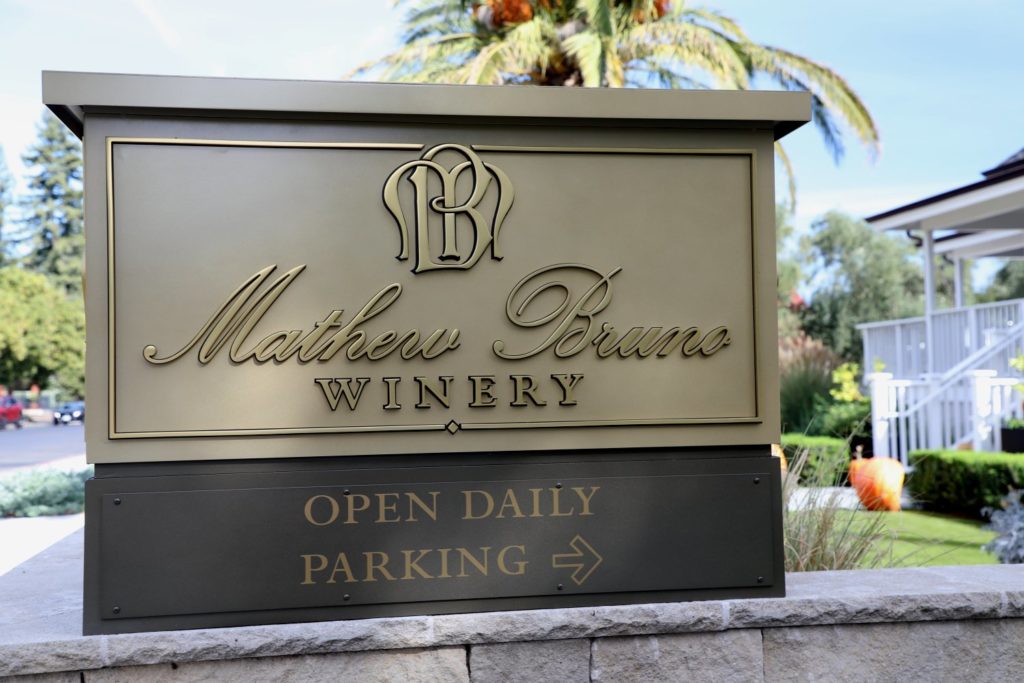 MB
Mathew Bruno
WINERY
OPEN DAILY
PARKING